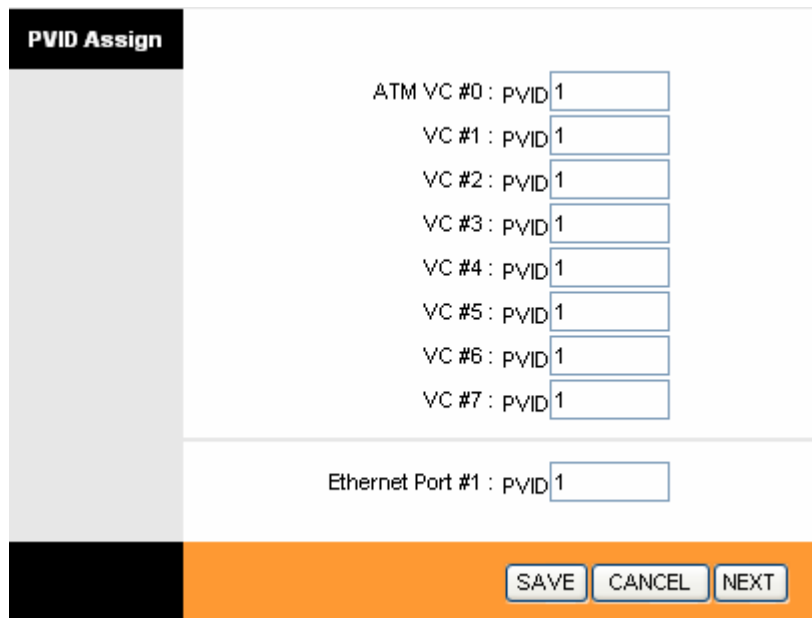 PVID Assign
ATM VC #0 : PVID 1
VC #1 : PVID 1
VC #2 : PVID 1
VC #3 : PVID 1
VC #4 : PVID 1
VC #5 : PVID 1
VC #6 : PVID 1
VC #7 : PVID 1
Ethernet Port #1 : PVID 1
SAVE CANCEL NEXT